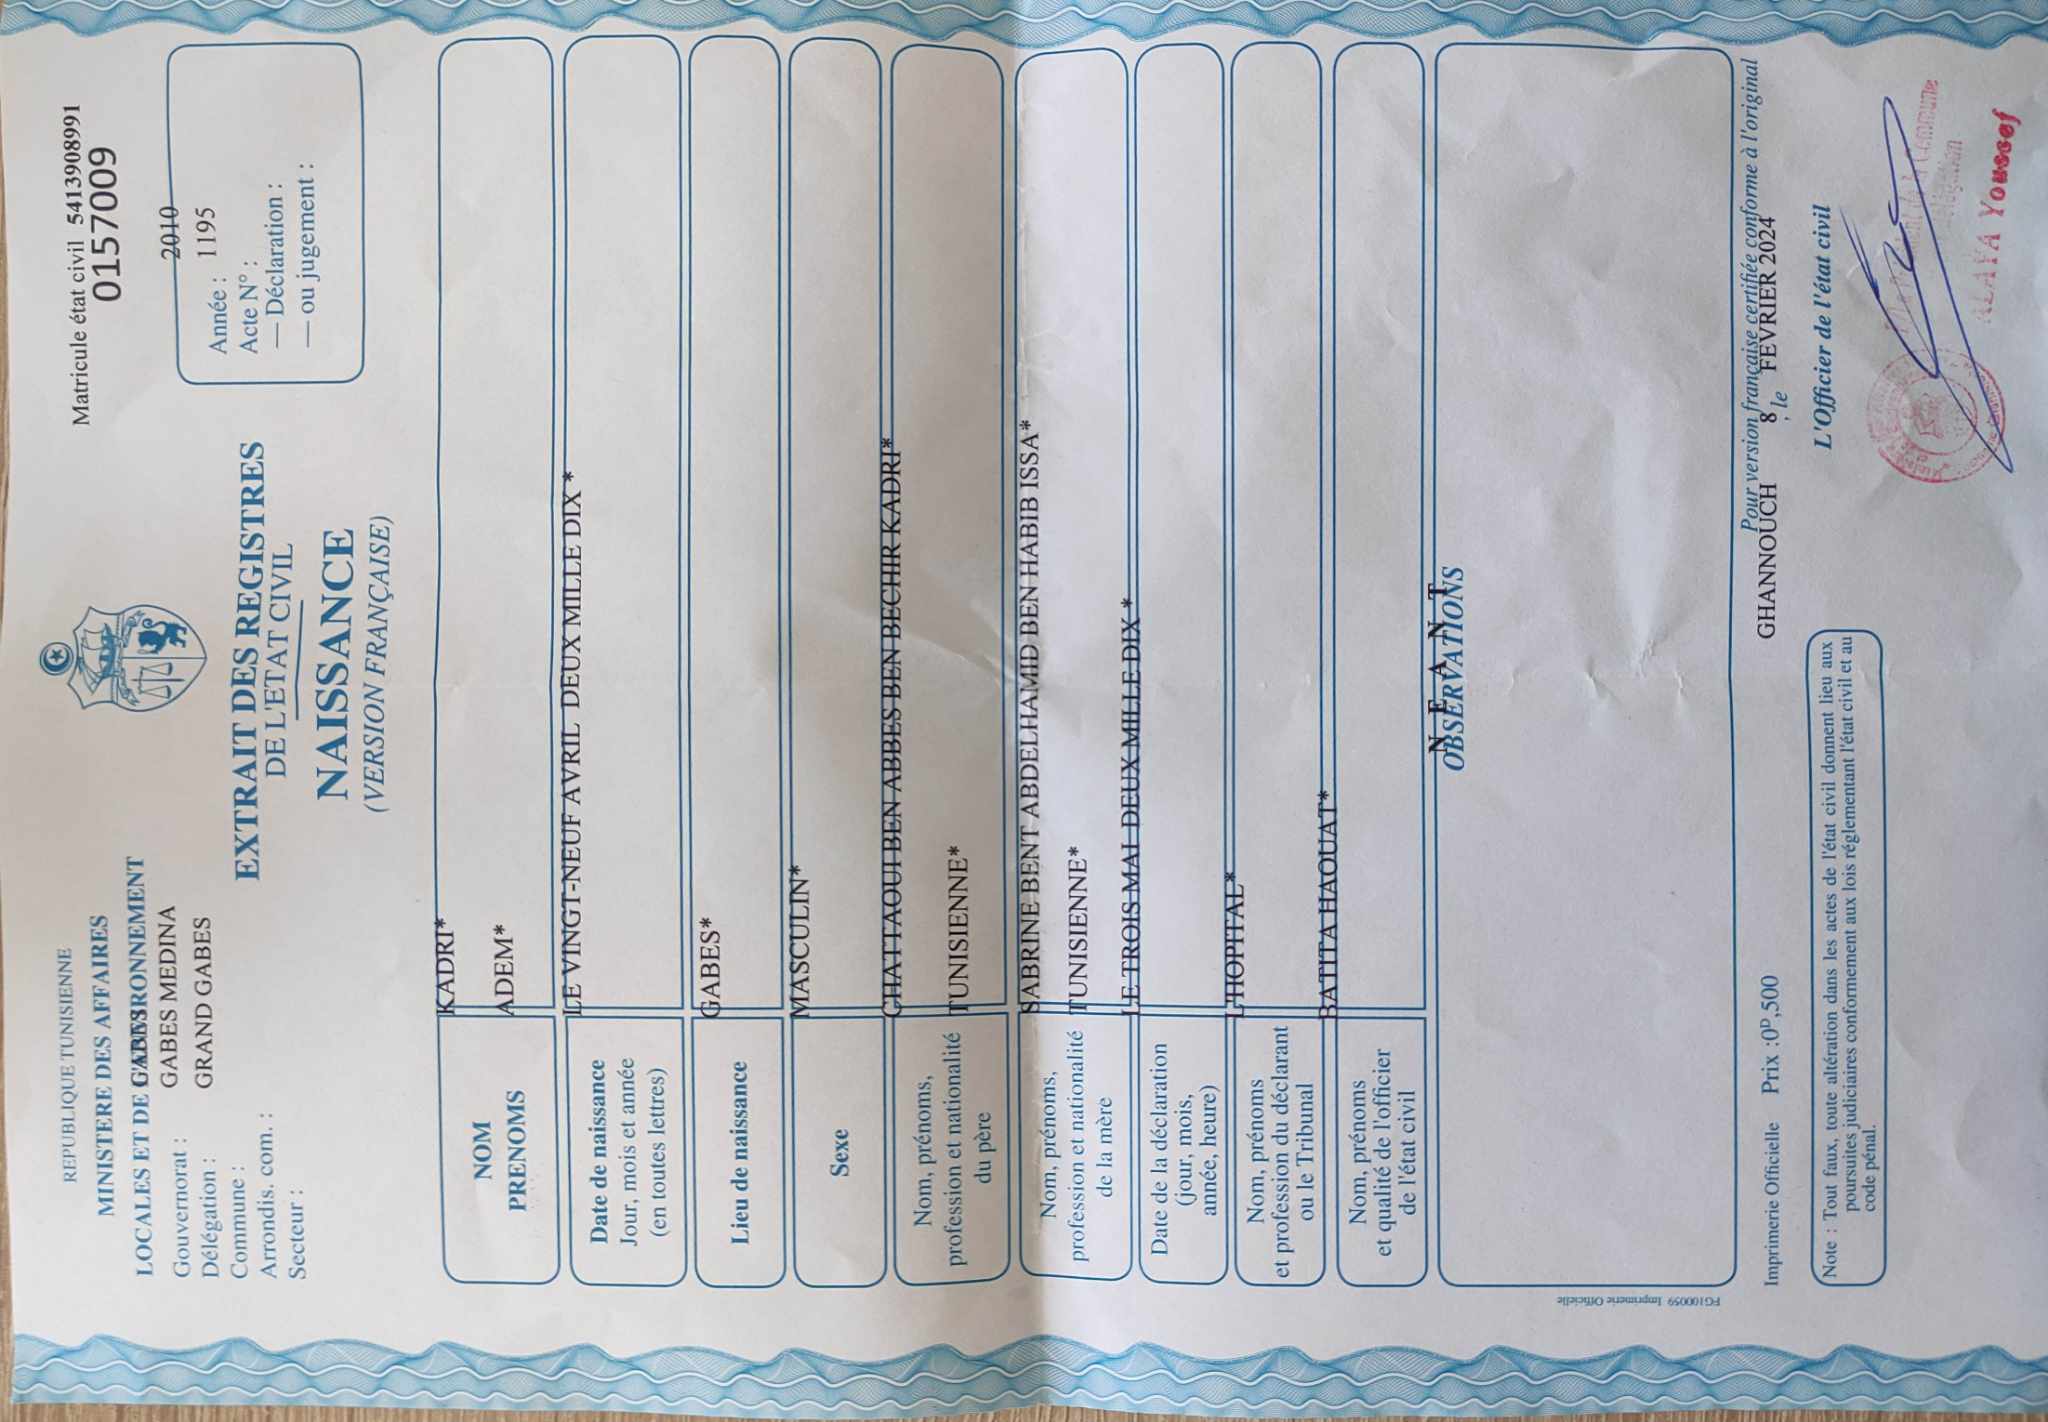 REPUBLIQUE TUNISIENNE
MINISTERE DES AFFAIRES
LOCALES ET DE L'ENVIRONNEMENT
GABES
Gouvernorat :
GABES MEDINA
Délégation :
GRAND GABES
Commune :
Arrondis. com. :
Secteur :
Matricule état civil 5413908991
0157009
2010
Année :
1195
Acte N° :
— Déclaration :
— ou jugement :
EXTRAIT DES REGISTRES
DE L'ETAT CIVIL
NAISSANCE
(VERSION FRANÇAISE)
NOM
KADRI*
PRENOMS
ADEM*
Date de naissance
Jour, mois et année
(en toutes lettres)
LE VINGT-NEUF AVRIL DEUX MILLE DIX *
Lieu de naissance
GABES*
Sexe
MASCULIN*
Nom, prénoms,
profession et nationalité
du père
CHATTAOUI BEN ABBES BEN BECHIR KADRI*
TUNISIENNE*
Nom, prénoms,
profession et nationalité
de la mère
SABRINE BENT ABDELHAMID BEN HABIB ISSA*
TUNISIENNE*
Date de la déclaration
(jour, mois,
année, heure)
LE TROIS MAI DEUX MILLE DIX *
Nom, prénoms
et profession du déclarant
ou le Tribunal
L'HOPITAL*
Nom, prénoms
et qualité de l'officier
de l'état civil
BATITA HAOUAT*
N E A N T
OBSERVATIONS
FG100059 Imprimerie Officielle
Pour version française certifiée conforme à l'original
GHANNOUCH , le 8 FEVRIER 2024
Imprimerie Officielle Prix :0ᴰ,500
L'Officier de l'état civil
Note : Tout faux, toute altération dans les actes de l'état civil donnent lieu aux
poursuites judiciaires conformement aux lois réglementant l'état civil et au
code pénal.
Commune
Youssef